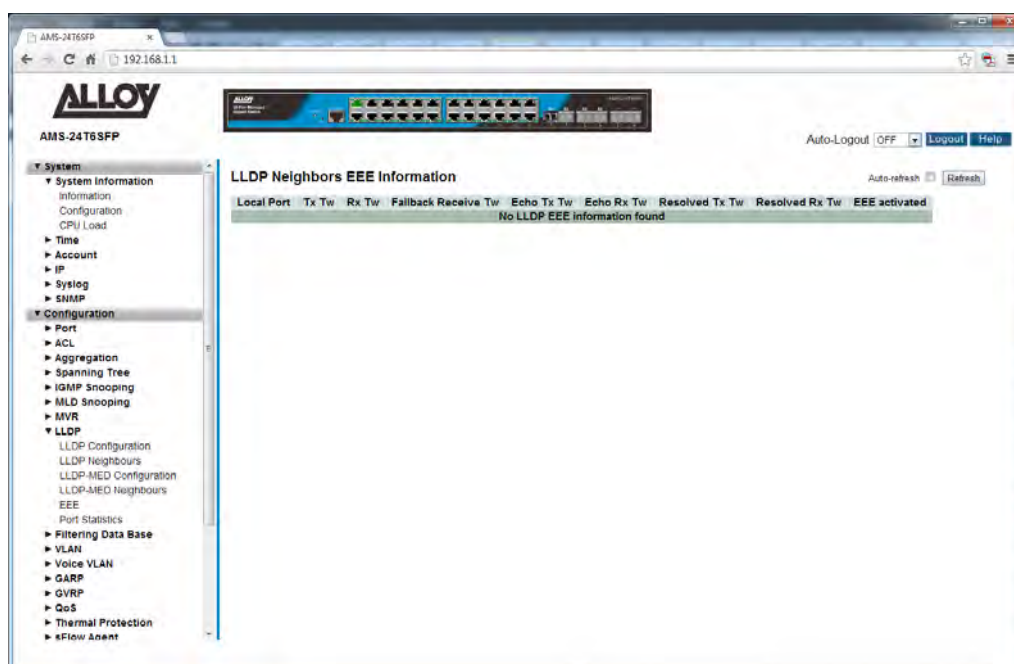 AMS-24T6SFP
192.168.1.1
ALLOY
AMS-24T6SFP
ALLOY
Auto-Logout OFF Logout Help
▼ System
▼ System Information
Information
Configuration
CPU Load
► Time
► Account
► IP
► Syslog
► SNMP
▼ Configuration
► Port
► ACL
► Aggregation
► Spanning Tree
► IGMP Snooping
► MLD Snooping
► MVR
▼ LLDP
LLDP Configuration
LLDP Neighbours
LLDP-MED Configuration
LLDP-MED Neighbours
EEE
Port Statistics
► Filtering Data Base
► VLAN
► Voice VLAN
► GARP
► GVRP
► QoS
► Thermal Protection
► sFlow Agent
LLDP Neighbors EEE Information
Auto-refresh Refresh
Local Port Tx Tw Rx Tw Fallback Receive Tw Echo Tx Tw Echo Rx Tw Resolved Tx Tw Resolved Rx Tw EEE activated
No LLDP EEE information found